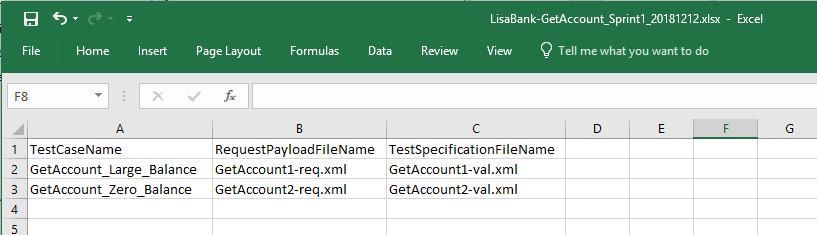 LisaBank-GetAccount_Sprint1_20181212.xlsx - Excel
File Home Insert Page Layout Formulas Data Review View Tell me what you want to do
F8 fx
A B C D E F G
1 TestCaseName RequestPayloadFileName TestSpecificationFileName
2 GetAccount_Large_Balance GetAccount1-req.xml GetAccount1-val.xml
3 GetAccount_Zero_Balance GetAccount2-req.xml GetAccount2-val.xml
4
5